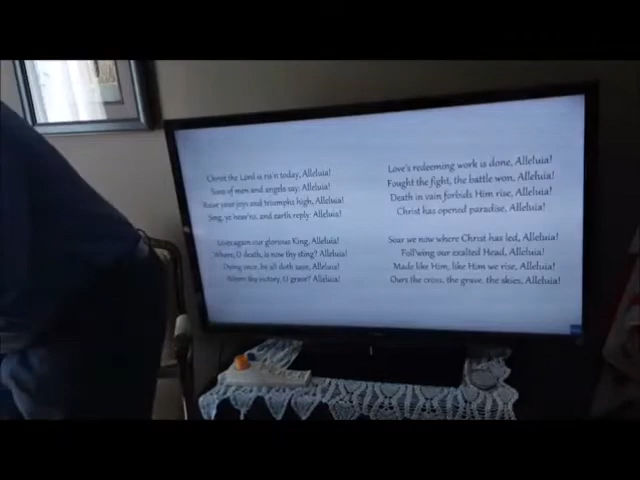 Christ the Lord is ris'n today, Alleluia!
Sons of men and angels say, Alleluia!
Raise your joys and triumphs high, Alleluia!
Sing, ye heav'ns, and earth reply, Alleluia!
Lives again our glorious King, Alleluia!
Where, O death, is now thy sting? Alleluia!
Dying once, he all doth save, Alleluia!
Where thy victory, O grave? Alleluia!
Love's redeeming work is done, Alleluia!
Fought the fight, the battle won, Alleluia!
Death in vain forbids Him rise, Alleluia!
Christ has opened paradise, Alleluia!
Soar we now where Christ has led, Alleluia!
Foll'wing our exalted Head, Alleluia!
Made like Him, like Him we rise, Alleluia!
Ours the cross, the grave, the skies, Alleluia!